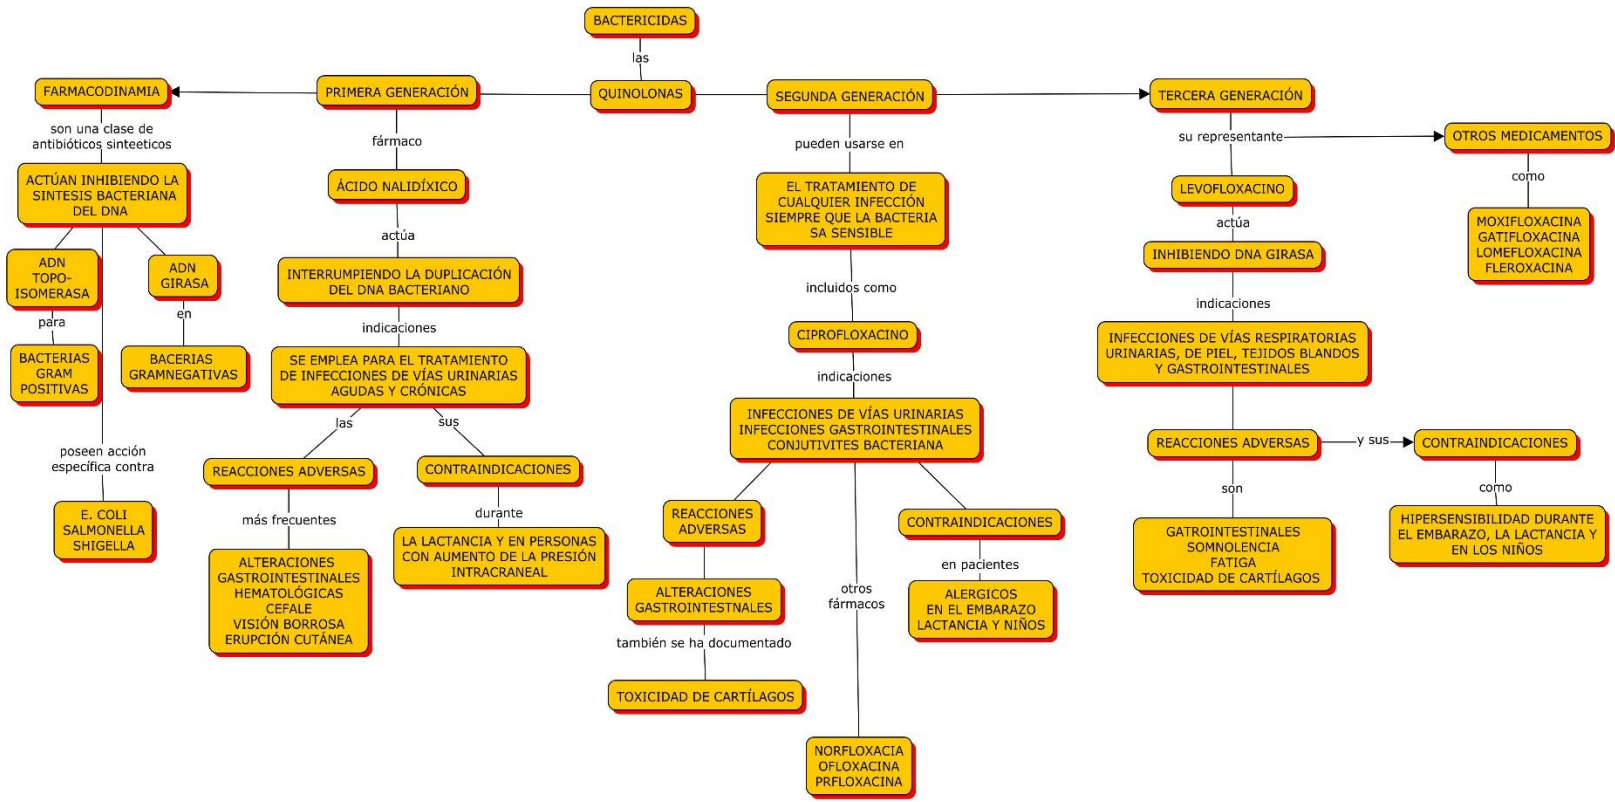 BACTERICIDAS
las
QUINOLONAS
FARMACODINAMIA
son una clase de
antibióticos sinteeticos
ACTÚAN INHIBIENDO LA
SINTESIS BACTERIANA
DEL DNA
ADN
TOPO-
ISOMERASA
para
BACTERIAS
GRAM
POSITIVAS
ADN
GIRASA
en
BACERIAS
GRAMNEGATIVAS
poseen acción
específica contra
E. COLI
SALMONELLA
SHIGELLA
PRIMERA GENERACIÓN
fármaco
ÁCIDO NALIDÍXICO
actúa
INTERRUMPIENDO LA DUPLICACIÓN
DEL DNA BACTERIANO
indicaciones
SE EMPLEA PARA EL TRATAMIENTO
DE INFECCIONES DE VÍAS URINARIAS
AGUDAS Y CRÓNICAS
las
REACCIONES ADVERSAS
más frecuentes
ALTERACIONES
GASTROINTESTINALES
HEMATOLÓGICAS
CEFALE
VISIÓN BORROSA
ERUPCIÓN CUTÁNEA
sus
CONTRAINDICACIONES
durante
LA LACTANCIA Y EN PERSONAS
CON AUMENTO DE LA PRESIÓN
INTRACRANEAL
SEGUNDA GENERACIÓN
pueden usarse en
EL TRATAMIENTO DE
CUALQUIER INFECCIÓN
SIEMPRE QUE LA BACTERIA
SA SENSIBLE
incluidos como
CIPROFLOXACINO
indicaciones
INFECCIONES DE VÍAS URINARIAS
INFECCIONES GASTROINTESTINALES
CONJUTIVITES BACTERIANA
REACCIONES
ADVERSAS
ALTERACIONES
GASTROINTESTNALES
también se ha documentado
TOXICIDAD DE CARTÍLAGOS
otros
fármacos
NORFLOXACIA
OFLOXACINA
PRFLOXACINA
CONTRAINDICACIONES
en pacientes
ALERGICOS
EN EL EMBARAZO
LACTANCIA Y NIÑOS
TERCERA GENERACIÓN
su representante
LEVOFLOXACINO
actúa
INHIBIENDO DNA GIRASA
indicaciones
INFECCIONES DE VÍAS RESPIRATORIAS
URINARIAS, DE PIEL, TEJIDOS BLANDOS
Y GASTROINTESTINALES
REACCIONES ADVERSAS
son
GATROINTESTINALES
SOMNOLENCIA
FATIGA
TOXICIDAD DE CARTÍLAGOS
y sus
CONTRAINDICACIONES
como
HIPERSENSIBILIDAD DURANTE
EL EMBARAZO, LA LACTANCIA Y
EN LOS NIÑOS
OTROS MEDICAMENTOS
como
MOXIFLOXACINA
GATIFLOXACINA
LOMEFLOXACINA
FLEROXACINA